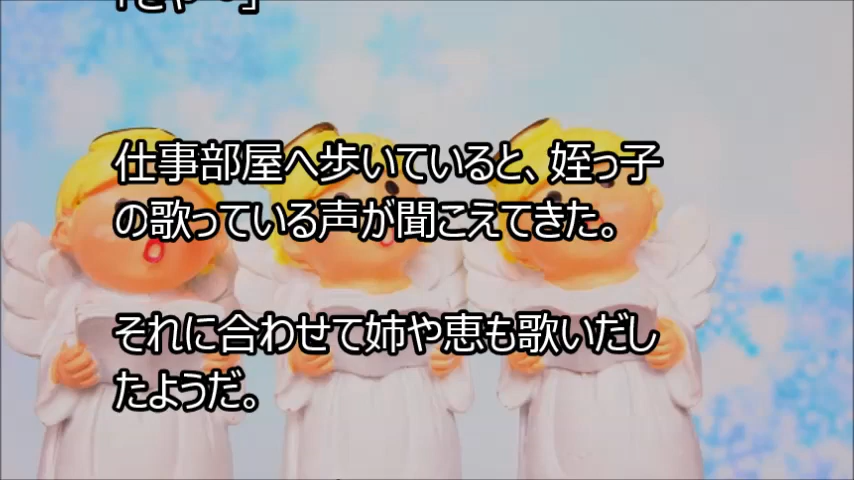 仕事部屋へ歩いていると、姪っ子
の歌っている声が聞こえてきた。
それに合わせて姉や恵も歌いだし
たようだ。